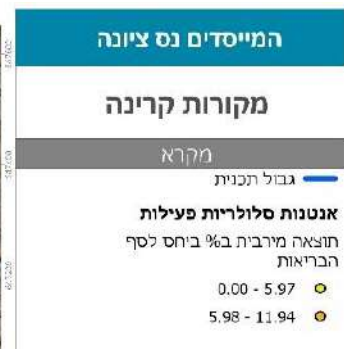 המייסדים נס ציונה
מקורות קרינה
מקרא
גבול תכנית
אנטנות סלולריות פעילות
תוצאה מירבית ב% ביחס לסף
הבריאות
0.00 - 5.97
5.98 - 11.94